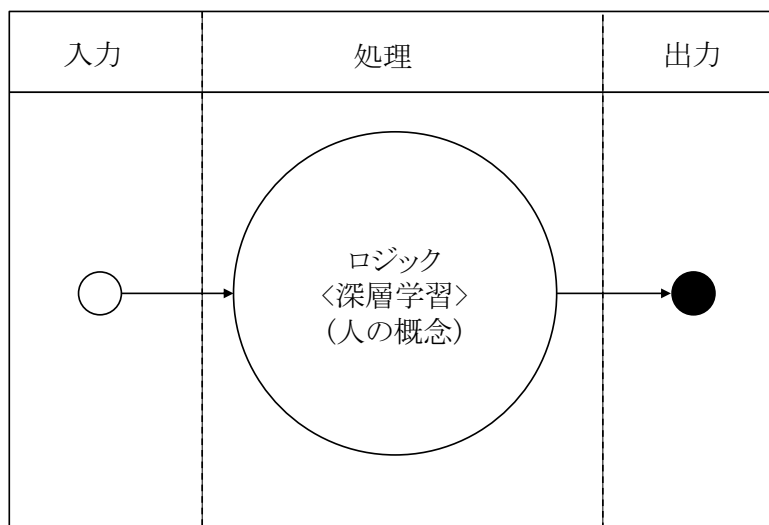 入力
処理
出力
ロジック
<深層学習>
(人の概念)